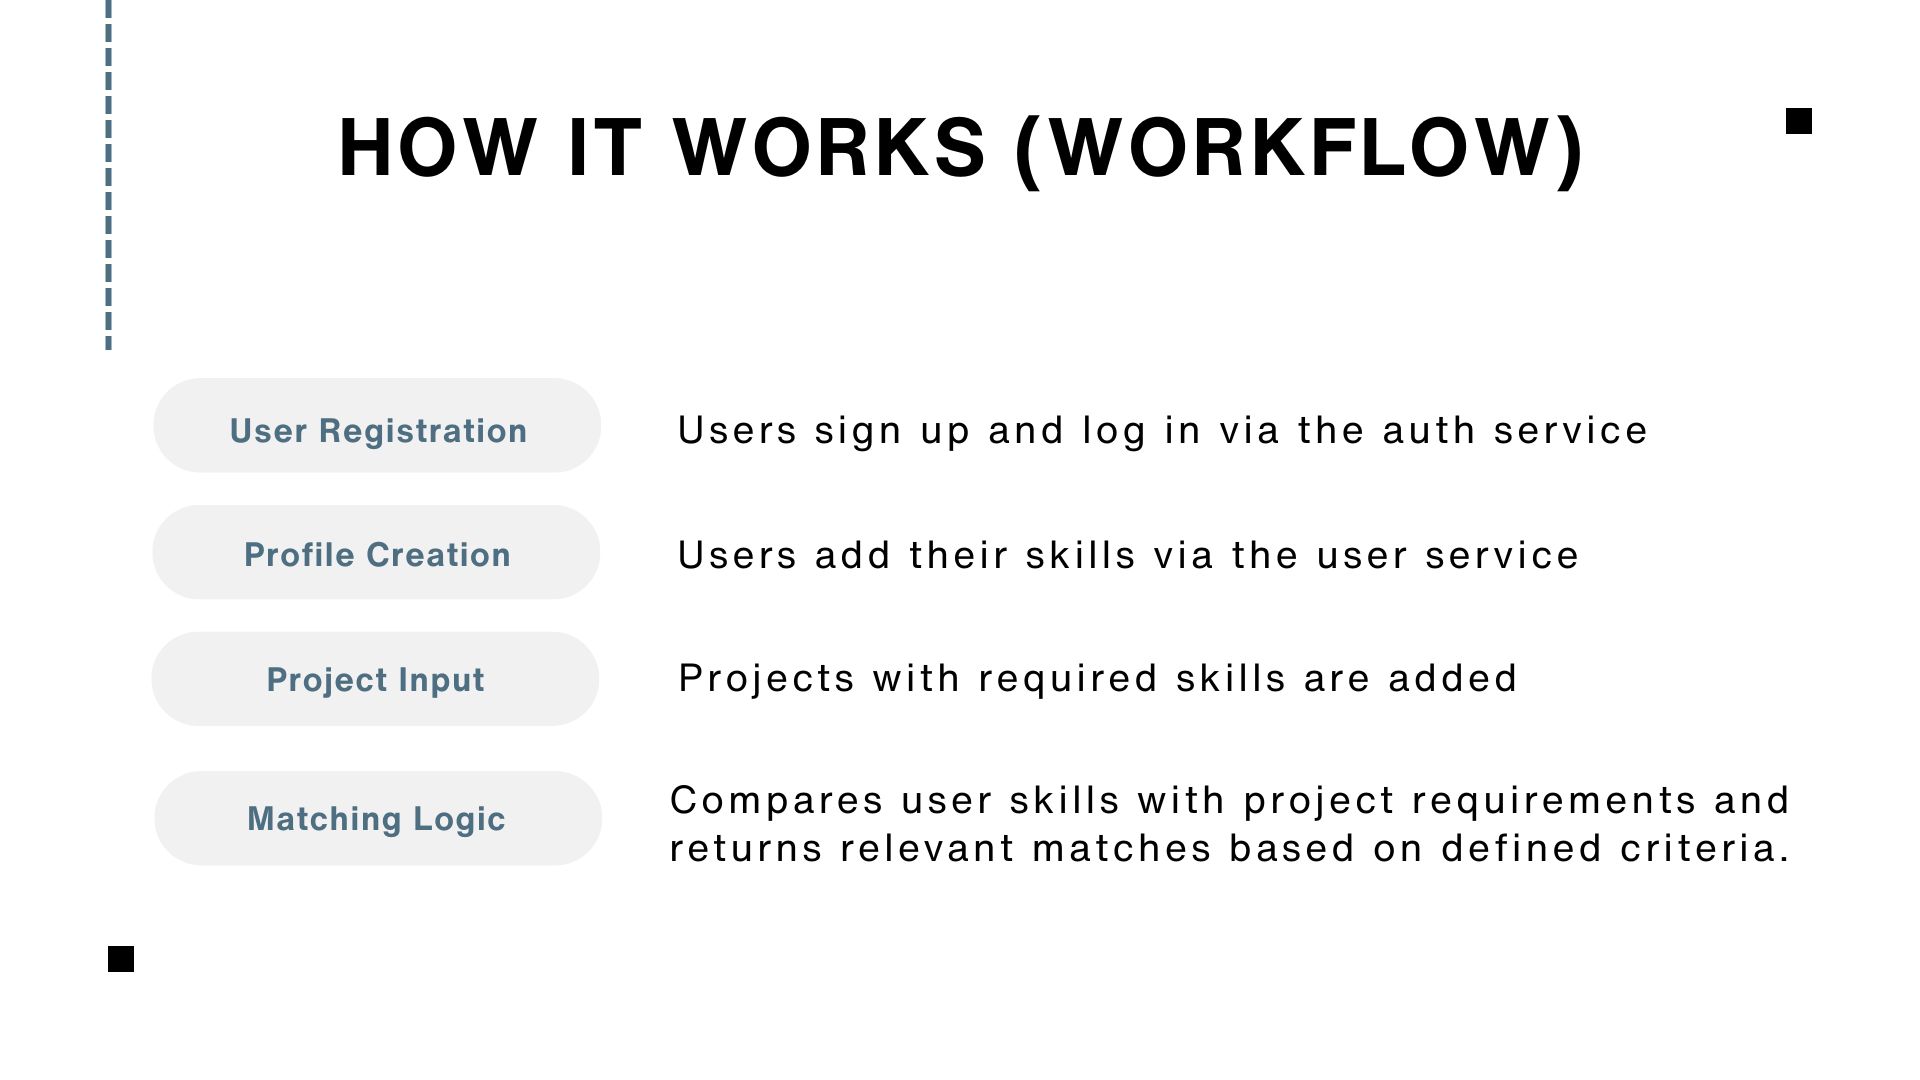 HOW IT WORKS (WORKFLOW)
User Registration
Users sign up and log in via the auth service
Profile Creation
Users add their skills via the user service
Project Input
Projects with required skills are added
Matching Logic
Compares user skills with project requirements and
returns relevant matches based on defined criteria.